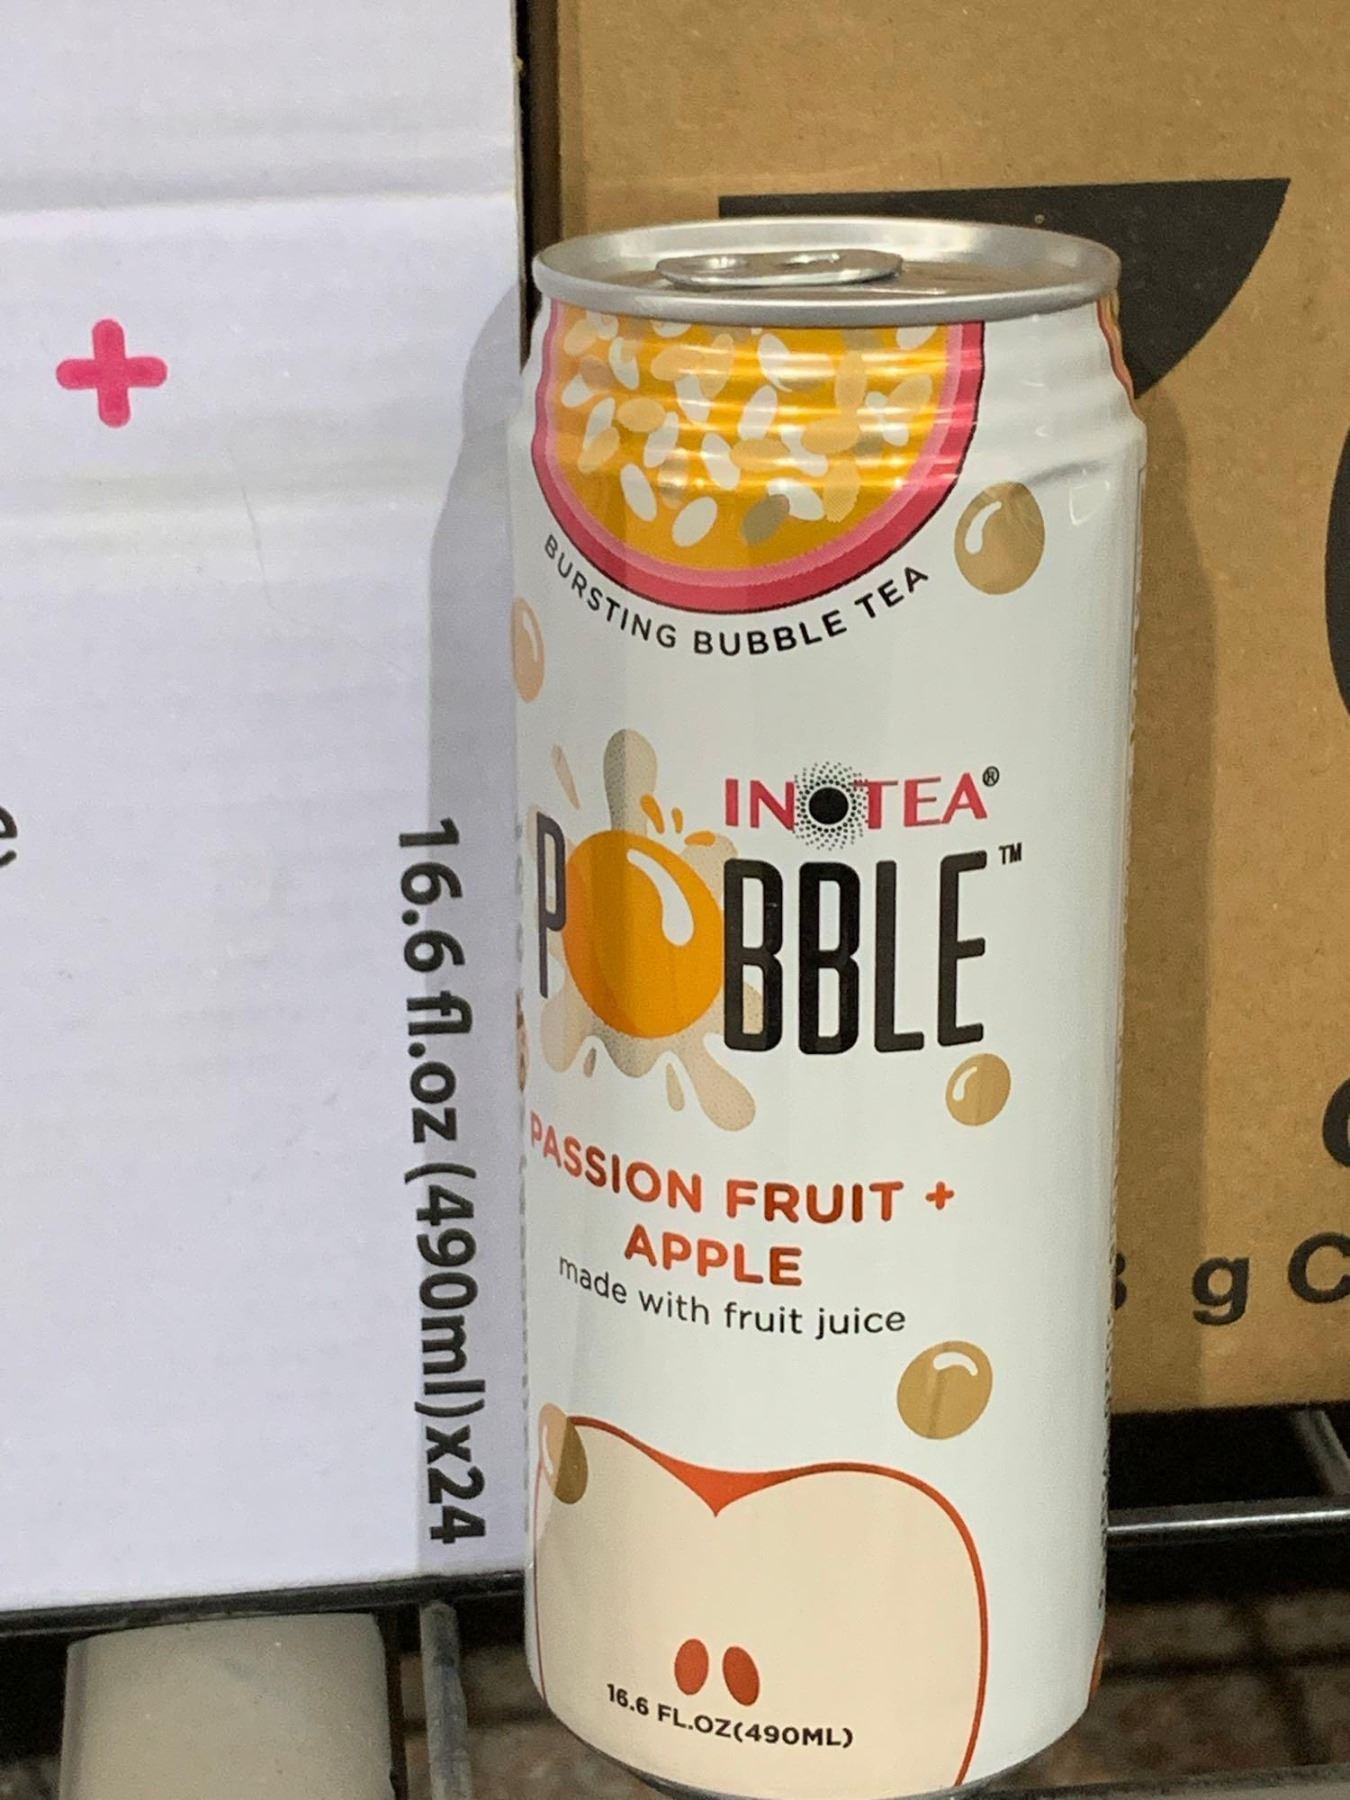 +
16.6 fl.oz (490ml)x24
BURSTING BUBBLE TEA
INOTEA®
POBBLE™
PASSION FRUIT +
APPLE
made with fruit juice
16.6 FL.OZ(490ML)
g C